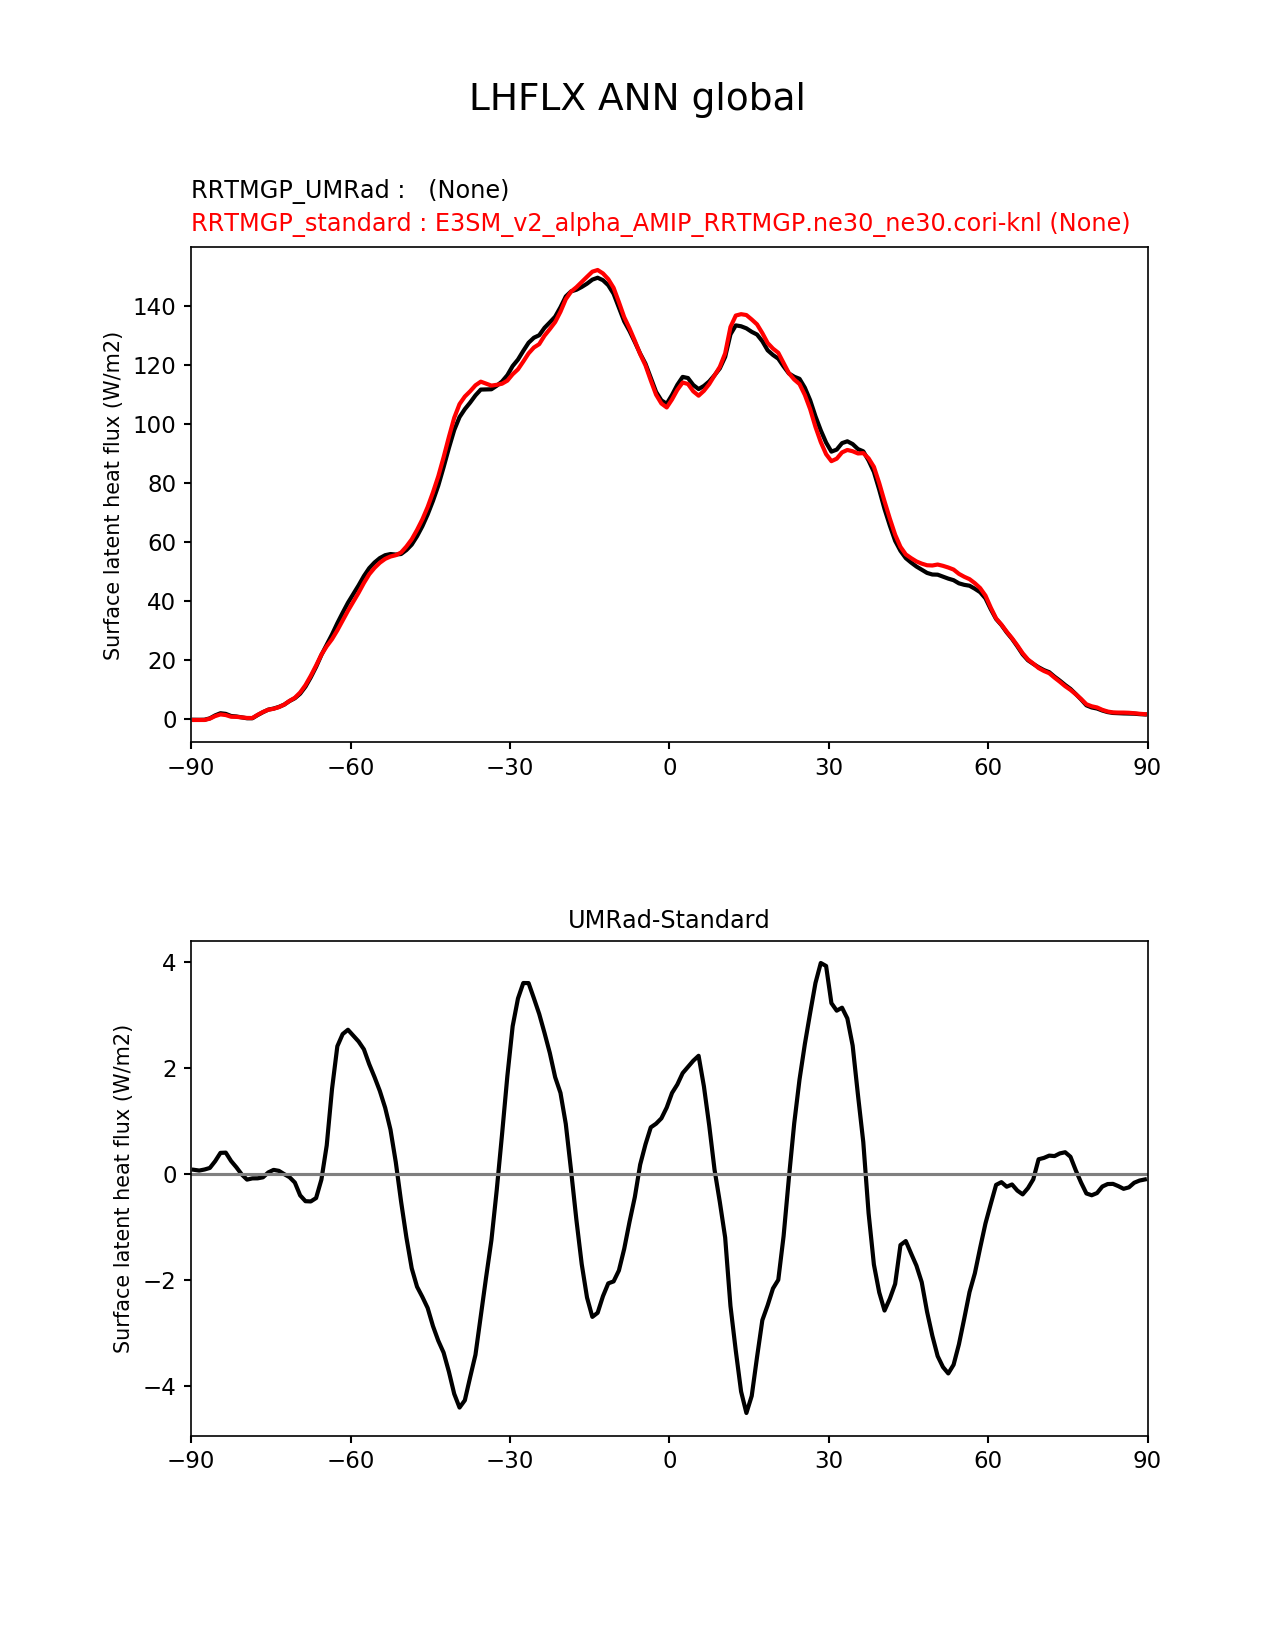 LHFLX ANN global
RRTMGP_UMRad :   (None)
RRTMGP_standard : E3SM_v2_alpha_AMIP_RRTMGP.ne30_ne30.cori-knl (None)
Surface latent heat flux (W/m2)
140
120
100
80
60
40
20
0
−90 −60 −30 0 30 60 90
UMRad-Standard
Surface latent heat flux (W/m2)
4
2
0
−2
−4
−90 −60 −30 0 30 60 90